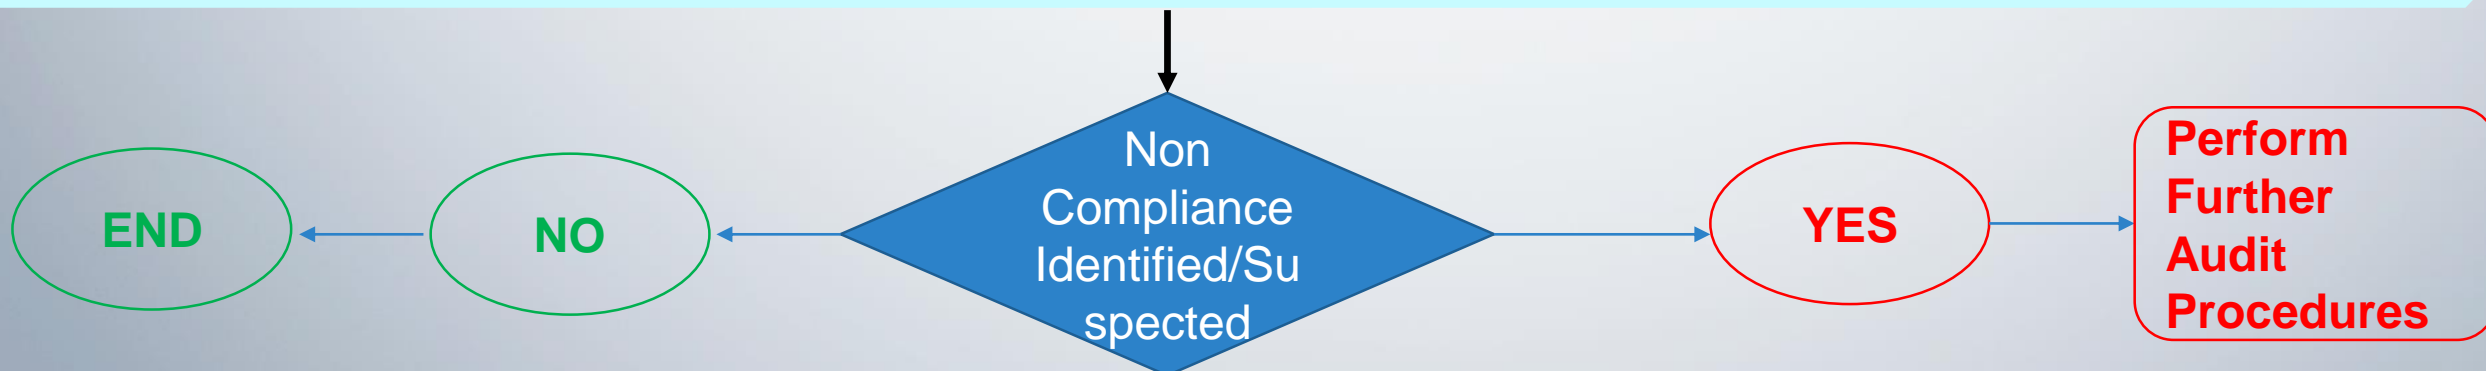 END
NO
Non
Compliance
Identified/Su
spected
YES
Perform
Further
Audit
Procedures